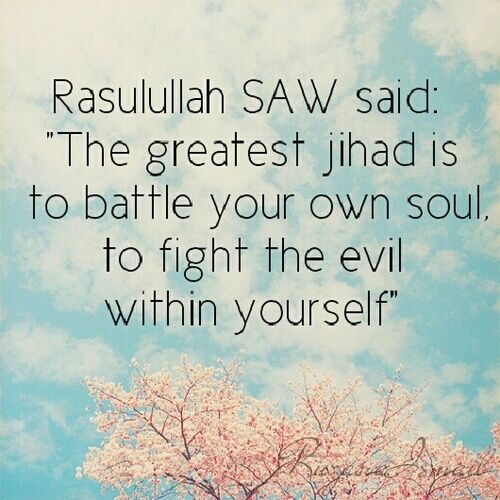 Rasulullah SAW said:
"The greatest jihad is
to battle your own soul,
to fight the evil
within yourself"